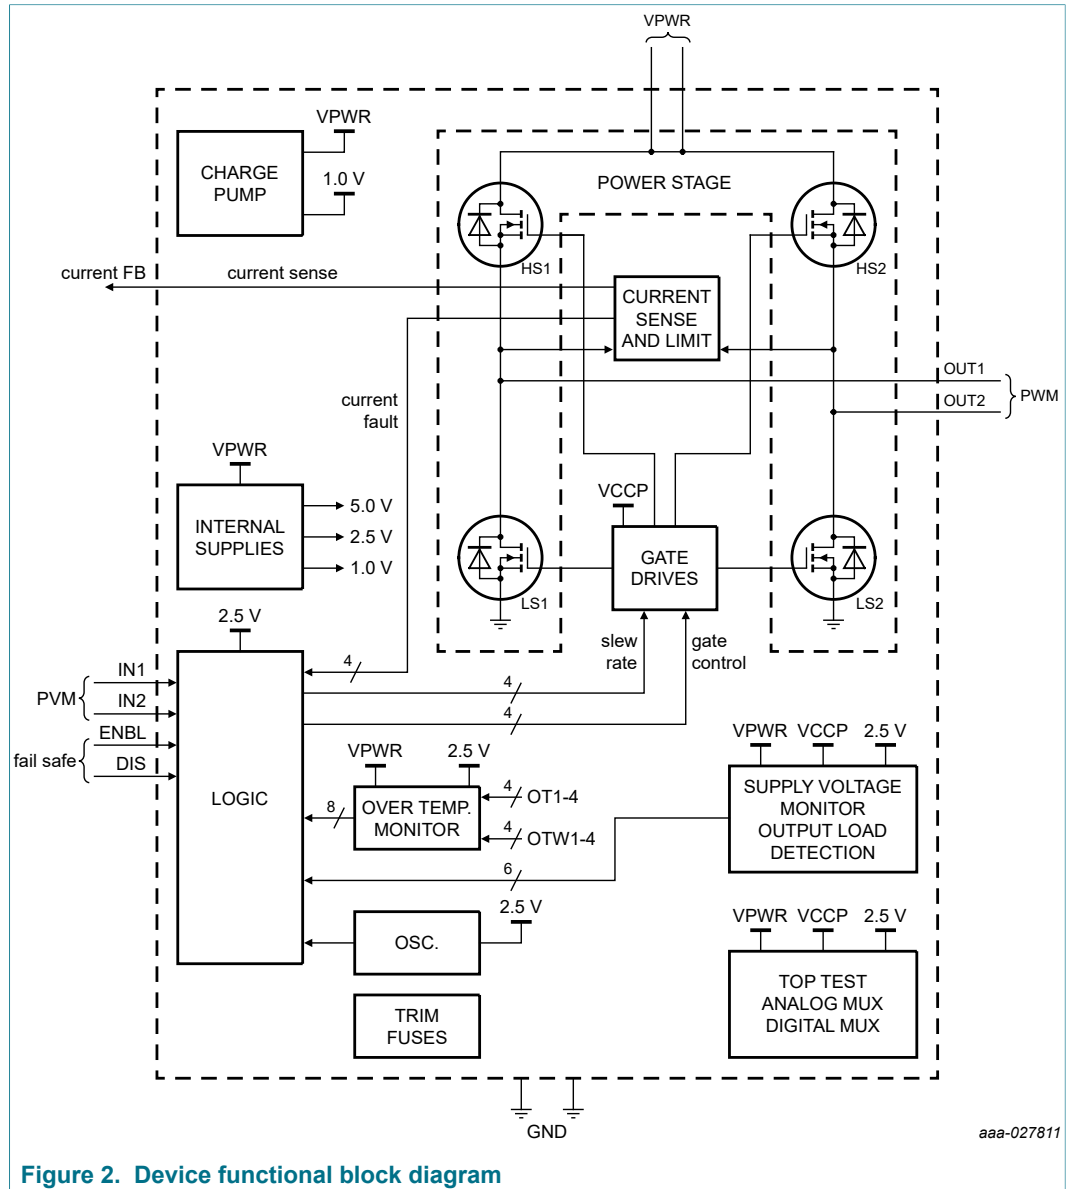 VPWR
VPWR
CHARGE
PUMP
1.0 V
POWER STAGE
HS1
HS2
current FB
current sense
CURRENT
SENSE
AND LIMIT
OUT1
OUT2
PWM
current
fault
VPWR
INTERNAL
SUPPLIES
5.0 V
2.5 V
1.0 V
VCCP
GATE
DRIVES
LS1
LS2
slew
rate
gate
control
2.5 V
4
4
4
IN1
IN2
PVM
ENBL
DIS
fail safe
LOGIC
VPWR
2.5 V
8
OVER TEMP.
MONITOR
4
OT1-4
4
OTW1-4
6
VPWR VCCP 2.5 V
SUPPLY VOLTAGE
MONITOR
OUTPUT LOAD
DETECTION
2.5 V
OSC.
TRIM
FUSES
VPWR VCCP 2.5 V
TOP TEST
ANALOG MUX
DIGITAL MUX
GND
aaa-027811
Figure 2. Device functional block diagram